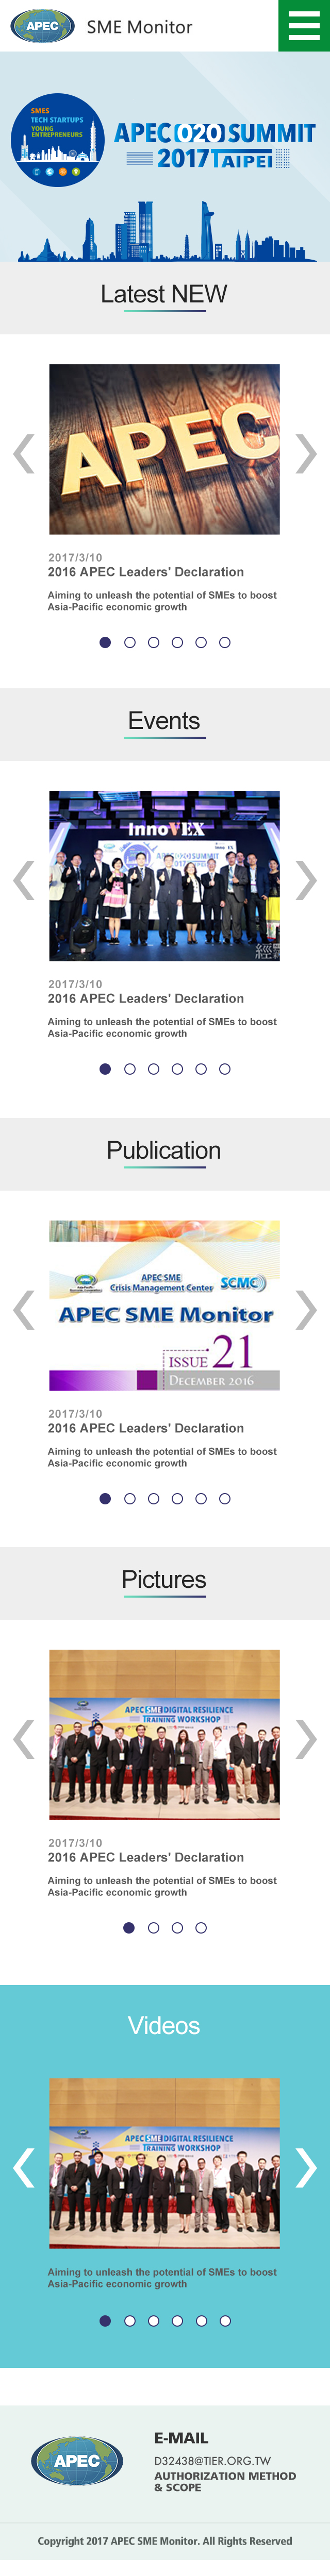 APEC
SME Monitor
SMES
TECH STARTUPS
YOUNG
ENTREPRENEURS
APEC O2O SUMMIT
2017 TAIPEI
Latest NEW
APEC
2017/3/10
2016 APEC Leaders' Declaration
Aiming to unleash the potential of SMEs to boost
Asia-Pacific economic growth
Events
InnoVEX
SUMMIT
2017/3/10
2016 APEC Leaders' Declaration
Aiming to unleash the potential of SMEs to boost
Asia-Pacific economic growth
Publication
APEC
APEC SME
Crisis Management Center
SCMC
APEC SME Monitor
ISSUE 21
DECEMBER 2016
2017/3/10
2016 APEC Leaders' Declaration
Aiming to unleash the potential of SMEs to boost
Asia-Pacific economic growth
Pictures
APEC SME DIGITAL RESILIENCE
TRAINING WORKSHOP
2017/3/10
2016 APEC Leaders' Declaration
Aiming to unleash the potential of SMEs to boost
Asia-Pacific economic growth
Videos
APEC SME DIGITAL RESILIENCE
TRAINING WORKSHOP
Aiming to unleash the potential of SMEs to boost
Asia-Pacific economic growth
APEC
E-MAIL
D32438@TIER.ORG.TW
AUTHORIZATION METHOD
& SCOPE
Copyright 2017 APEC SME Monitor. All Rights Reserved